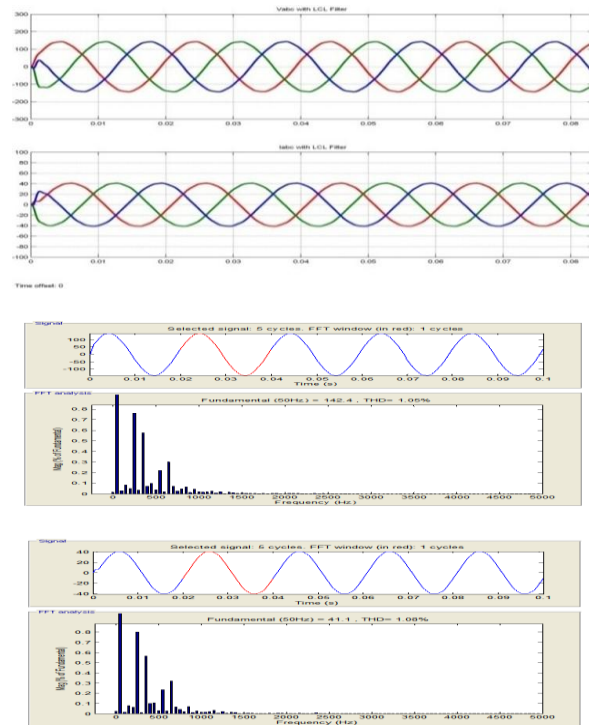 Vabc with LCL Filter
300
200
100
0
-100
-200
-300
0 0.01 0.02 0.03 0.04 0.05 0.06 0.07 0.08
Iabc with LCL Filter
100
80
60
40
20
0
-20
-40
-60
-80
-100
0 0.01 0.02 0.03 0.04 0.05 0.06 0.07 0.08
Time offset: 0
Signal
Selected signal: 5 cycles. FFT window (in red): 1 cycles
100
50
0
-50
-100
0 0.01 0.02 0.03 0.04 0.05 0.06 0.07 0.08 0.09 0.1
Time (s)
FFT analysis
Fundamental (50Hz) = 142.4 , THD= 1.05%
0.8
0.7
0.6
0.5
0.4
0.3
0.2
0.1
0
Mag (% of Fundamental)
0 500 1000 1500 2000 2500 3000 3500 4000 4500 5000
Frequency (Hz)
Signal
Selected signal: 5 cycles. FFT window (in red): 1 cycles
40
20
0
-20
-40
0 0.01 0.02 0.03 0.04 0.05 0.06 0.07 0.08 0.09 0.1
Time (s)
FFT analysis
Fundamental (50Hz) = 41.1 , THD= 1.08%
0.8
0.7
0.6
0.5
0.4
0.3
0.2
0.1
0
Mag (% of Fundamental)
0 500 1000 1500 2000 2500 3000 3500 4000 4500 5000
Frequency (Hz)